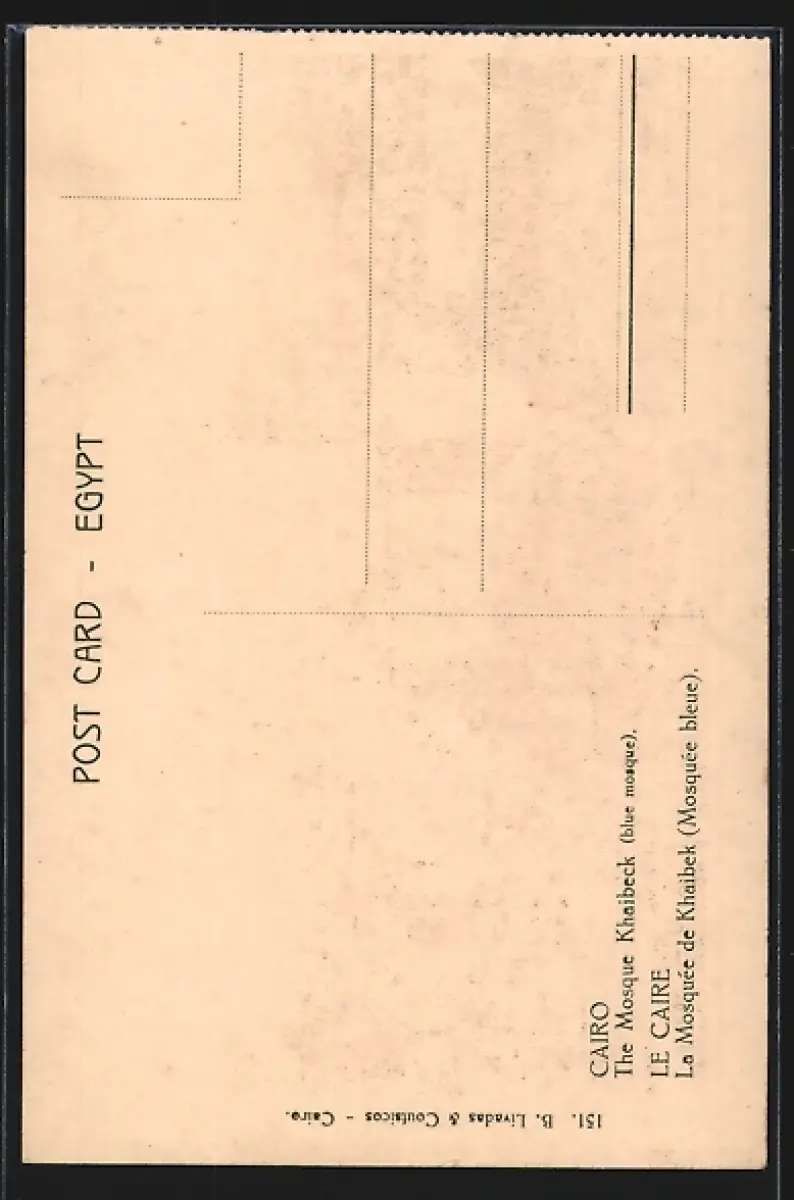 POST CARD - EGYPT
CAIRO
The Mosque Khaibeck (blue mosque).
LE CAIRE
La Mosquée de Khaibek (Mosquée bleue).
151. B. Livadas & Coutsicos - Cairo.